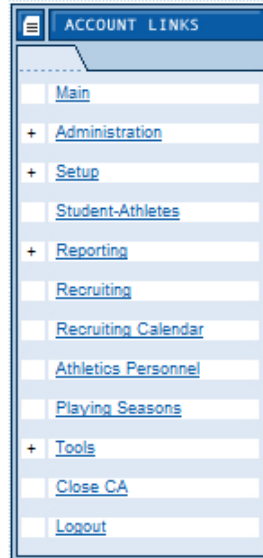 ACCOUNT LINKS
Main
+ Administration
+ Setup
Student-Athletes
+ Reporting
Recruiting
Recruiting Calendar
Athletics Personnel
Playing Seasons
+ Tools
Close CA
Logout